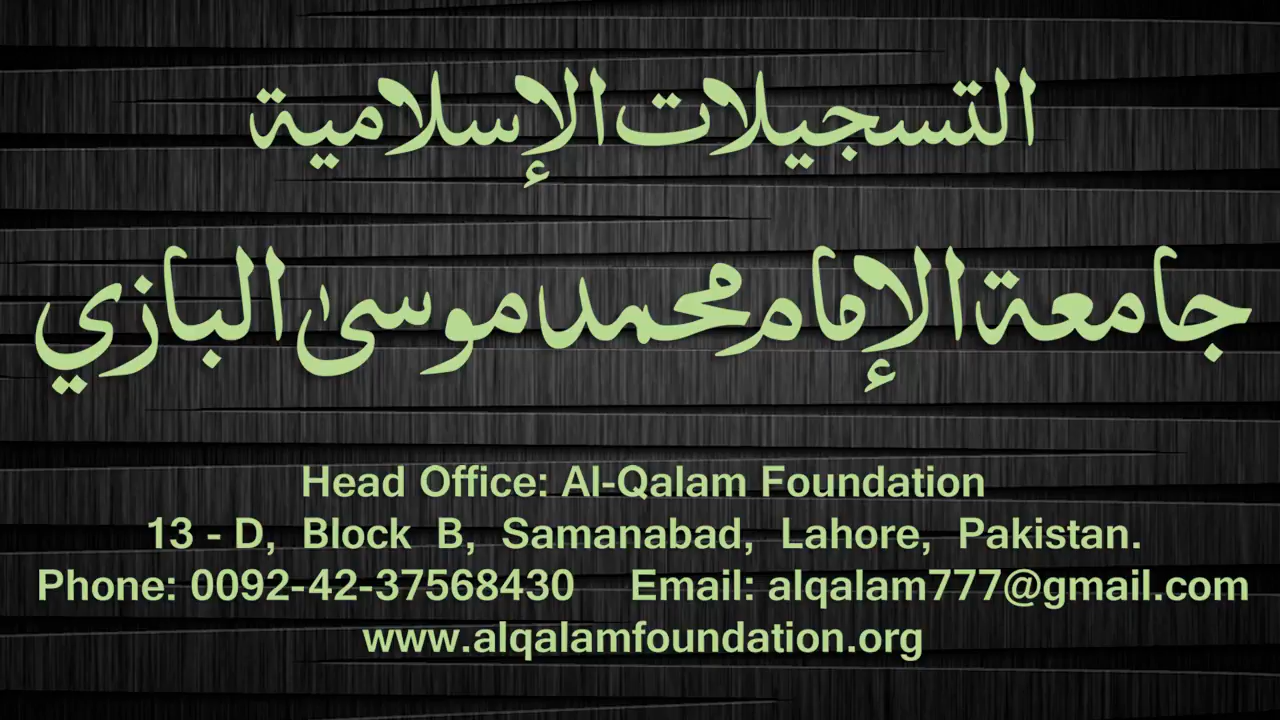 التسجيلات الإسلامية
جامعة الإمام محمد موسىٰ البازي
Head Office: Al-Qalam Foundation
13 - D, Block B, Samanabad, Lahore, Pakistan.
Phone: 0092-42-37568430 Email: alqalam777@gmail.com
www.alqalamfoundation.org